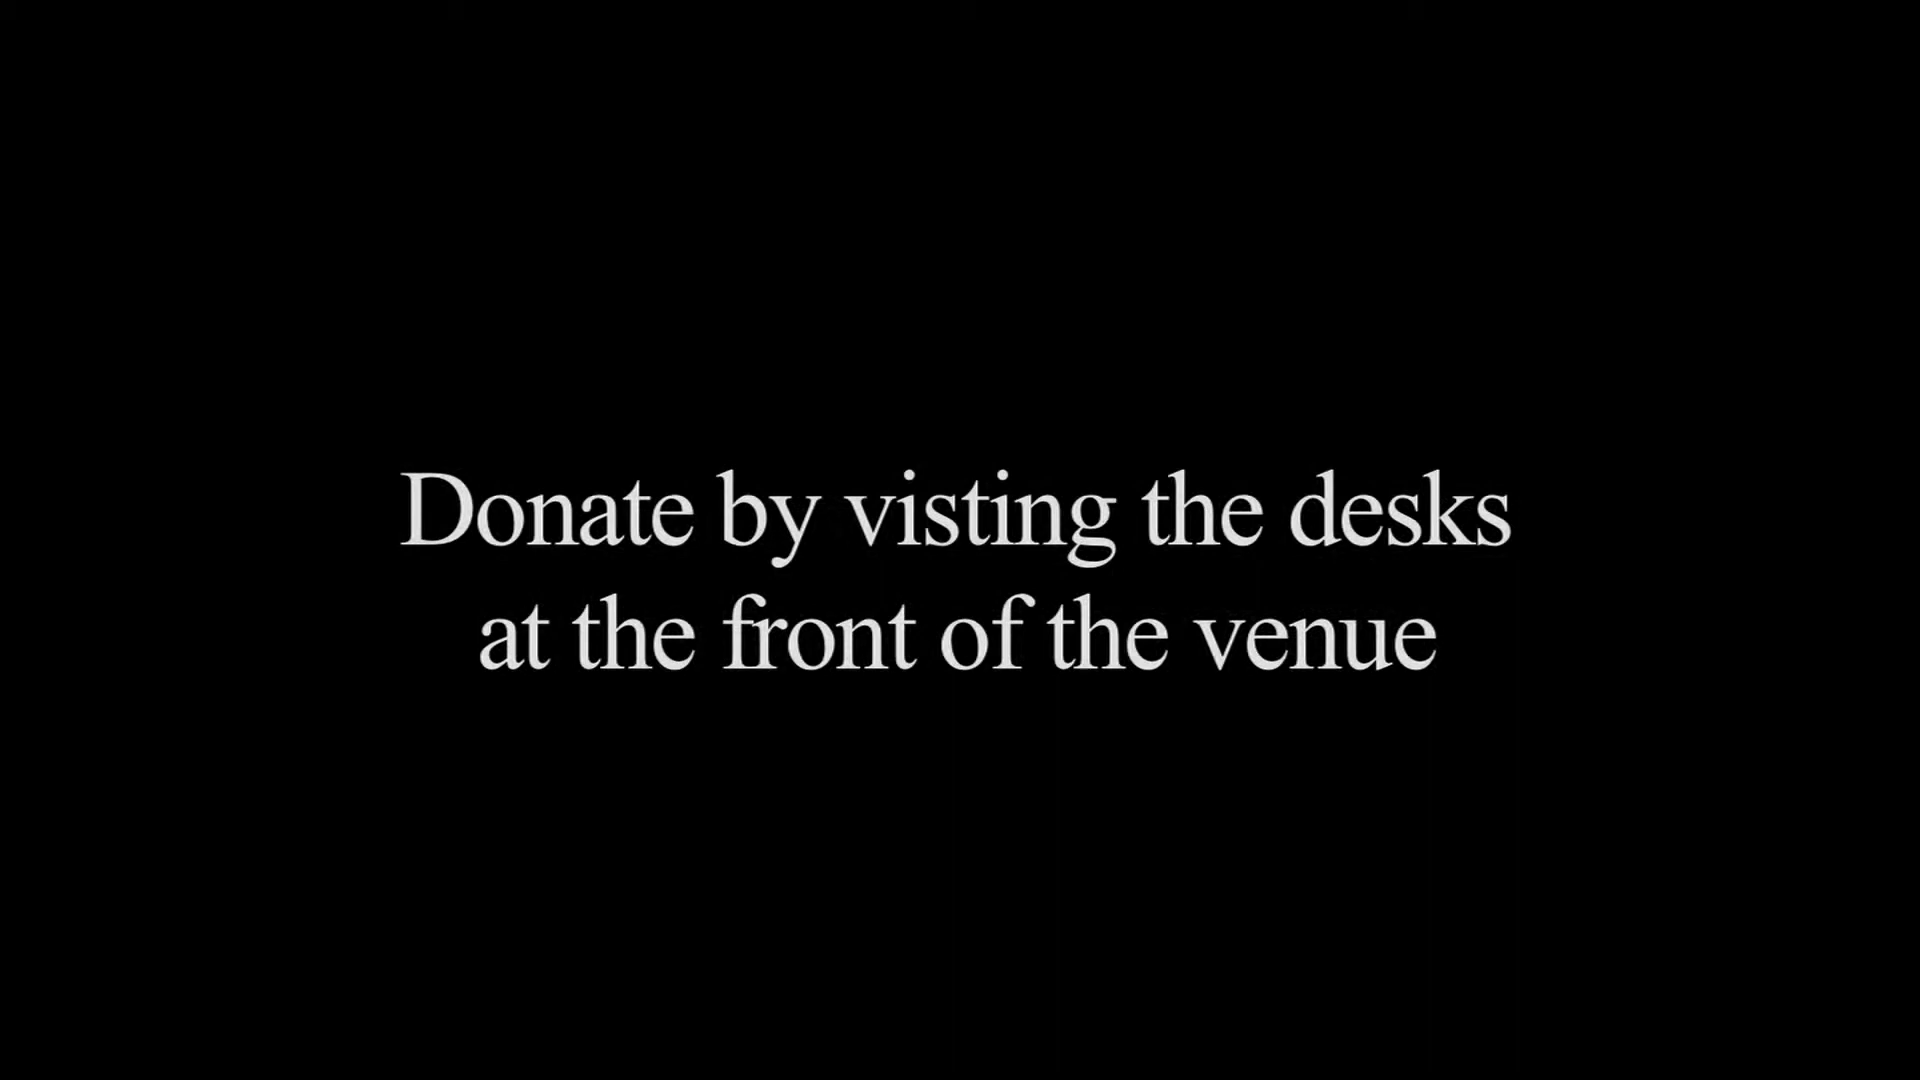 Donate by visting the desks
at the front of the venue